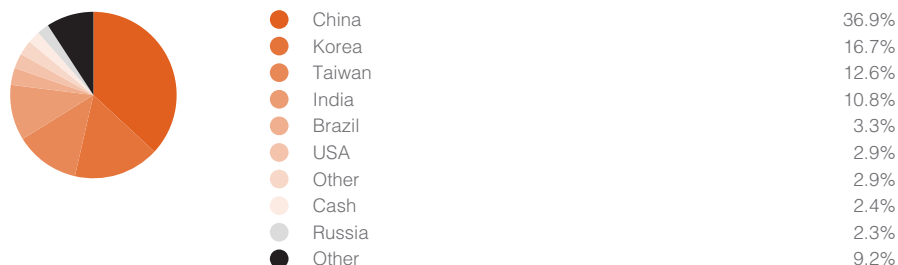 China 36.9%
Korea 16.7%
Taiwan 12.6%
India 10.8%
Brazil 3.3%
USA 2.9%
Other 2.9%
Cash 2.4%
Russia 2.3%
Other 9.2%